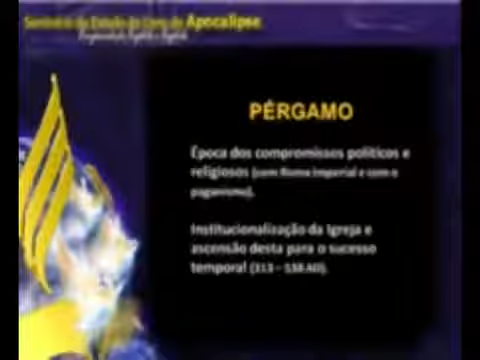 Seminário de Estudo do Livro de Apocalipse
PÉRGAMO
Época dos compromissos políticos e
religiosos (com Roma Imperial e com o
paganismo).
Institucionalização da Igreja e
ascensão desta para o sucesso
temporal (313 – 538 AD).